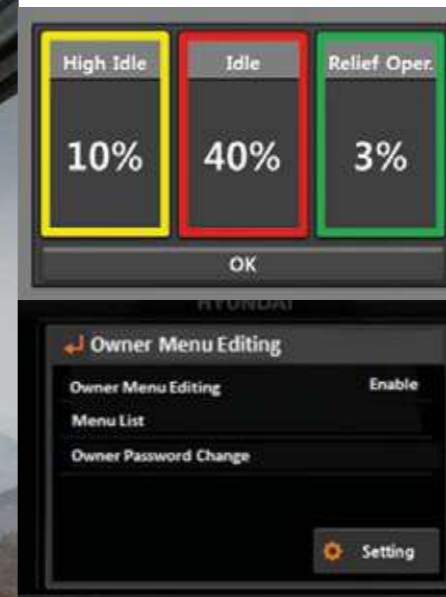 High Idle Idle Relief Oper.
10% 40% 3%
OK
HYUNDAI
Owner Menu Editing
Owner Menu Editing Enable
Menu List
Owner Password Change
Setting